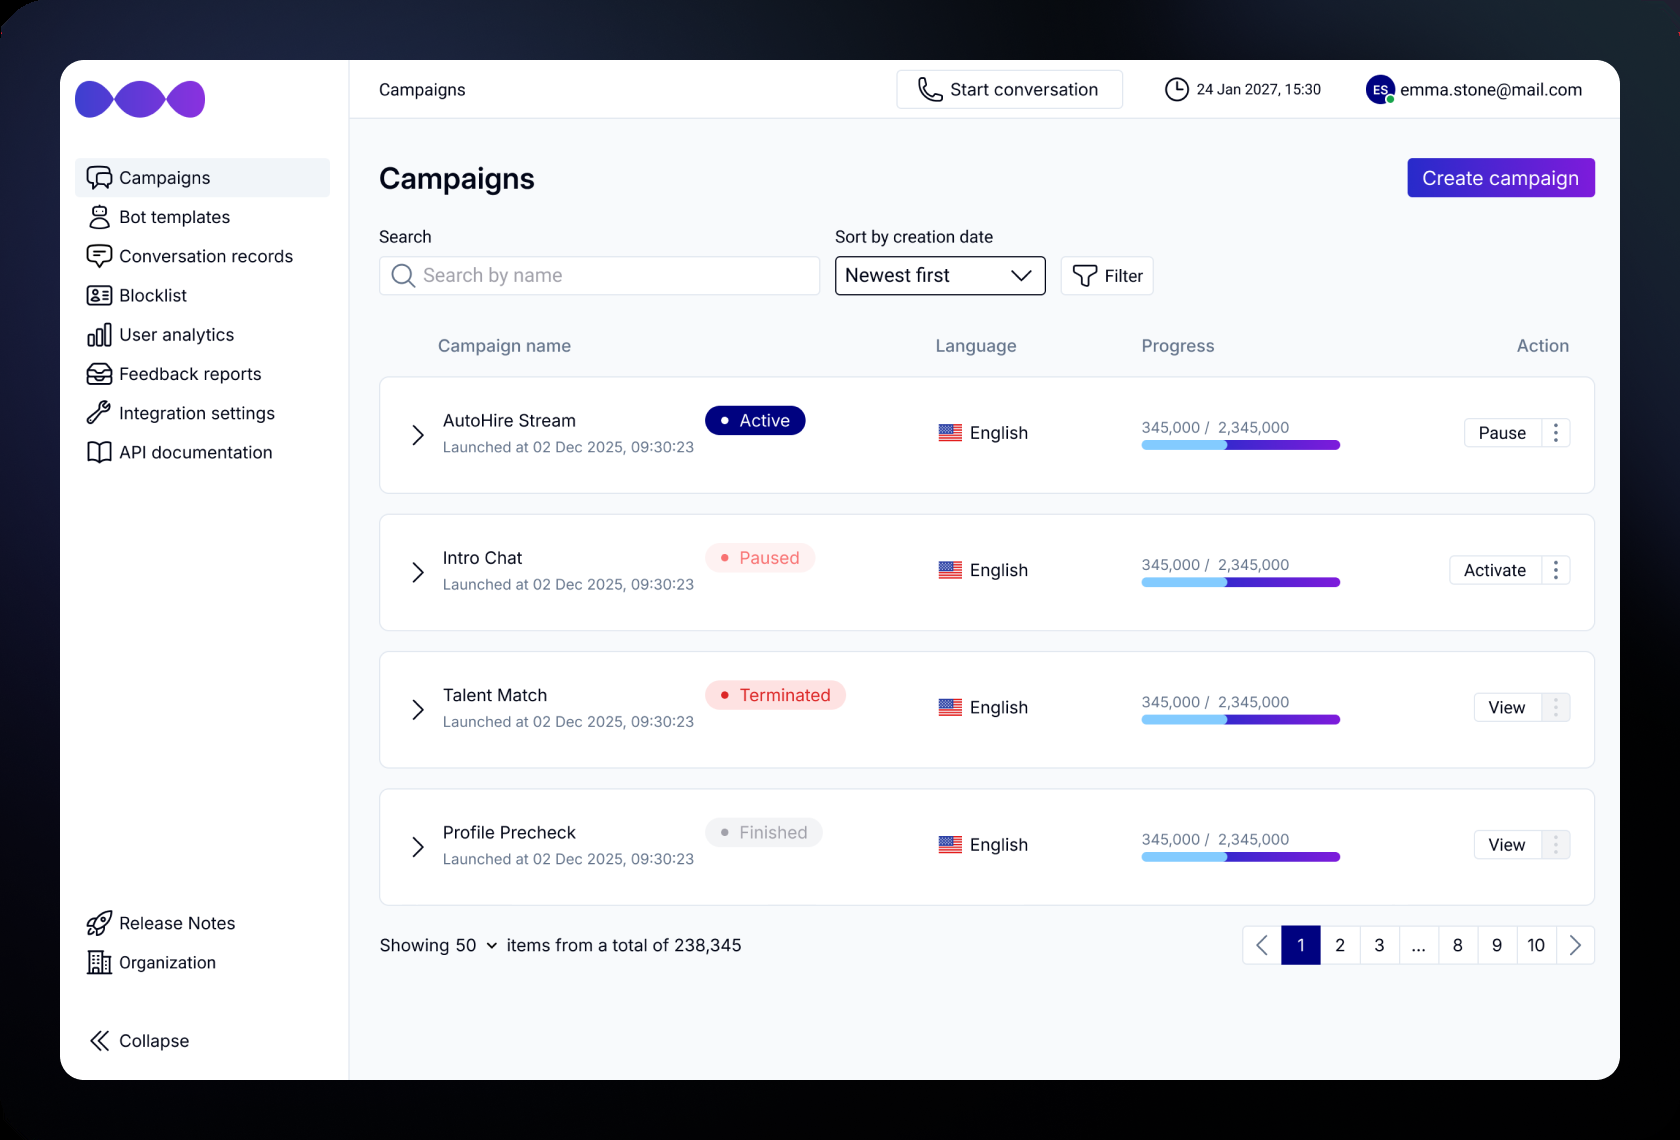 Campaigns
Start conversation
24 Jan 2027, 15:30
ES
emma.stone@mail.com
Campaigns
Bot templates
Conversation records
Blocklist
User analytics
Feedback reports
Integration settings
API documentation
Release Notes
Organization
Collapse
Campaigns
Create campaign
Search
Sort by creation date
Search by name
Newest first
Filter
Campaign name
Language
Progress
Action
AutoHire Stream
Active
Launched at 02 Dec 2025, 09:30:23
English
345,000 / 2,345,000
Pause
Intro Chat
Paused
Launched at 02 Dec 2025, 09:30:23
English
345,000 / 2,345,000
Activate
Talent Match
Terminated
Launched at 02 Dec 2025, 09:30:23
English
345,000 / 2,345,000
View
Profile Precheck
Finished
Launched at 02 Dec 2025, 09:30:23
English
345,000 / 2,345,000
View
Showing 50 items from a total of 238,345
1 2 3 ... 8 9 10